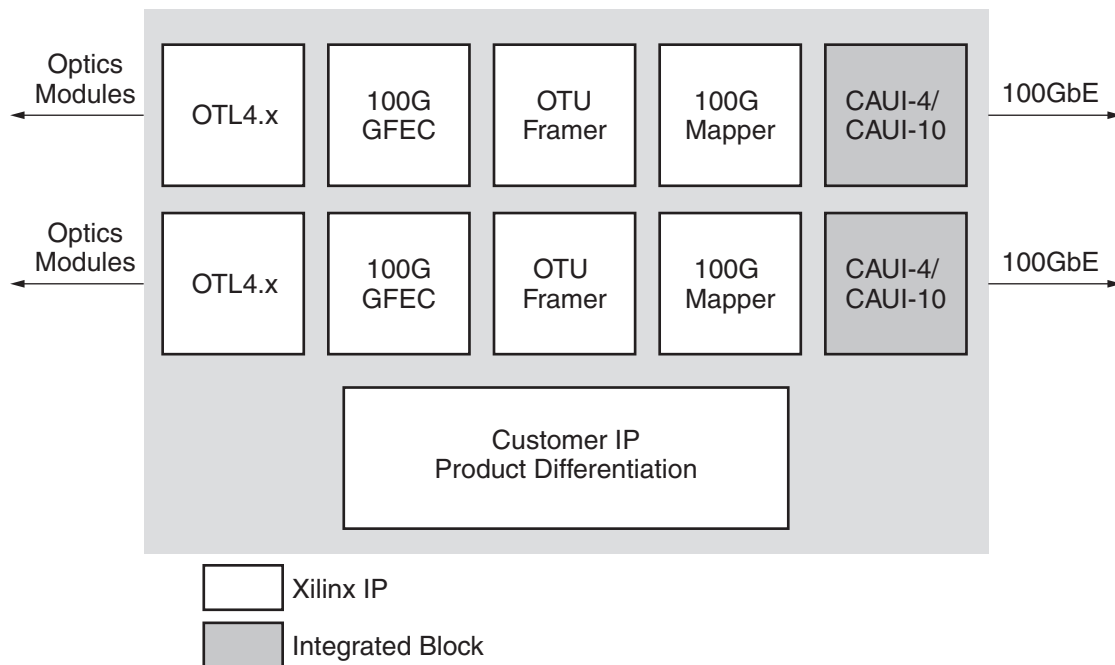 Optics
Modules
OTL4.x
100G
GFEC
OTU
Framer
100G
Mapper
CAUI-4/
CAUI-10
100GbE
Optics
Modules
OTL4.x
100G
GFEC
OTU
Framer
100G
Mapper
CAUI-4/
CAUI-10
100GbE
Customer IP
Product Differentiation
Xilinx IP
Integrated Block